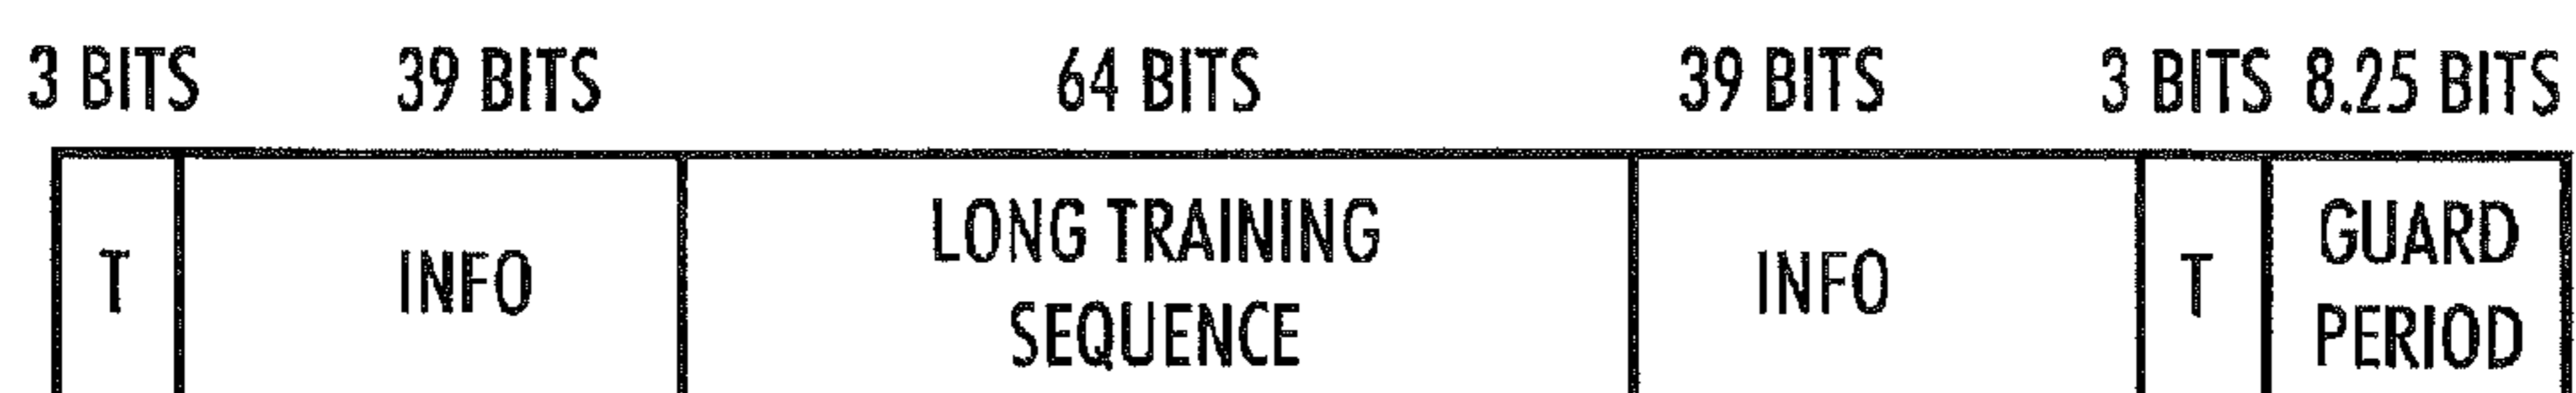 3 BITS 39 BITS 64 BITS 39 BITS 3 BITS 8.25 BITS
T INFO LONG TRAINING SEQUENCE INFO T GUARD PERIOD